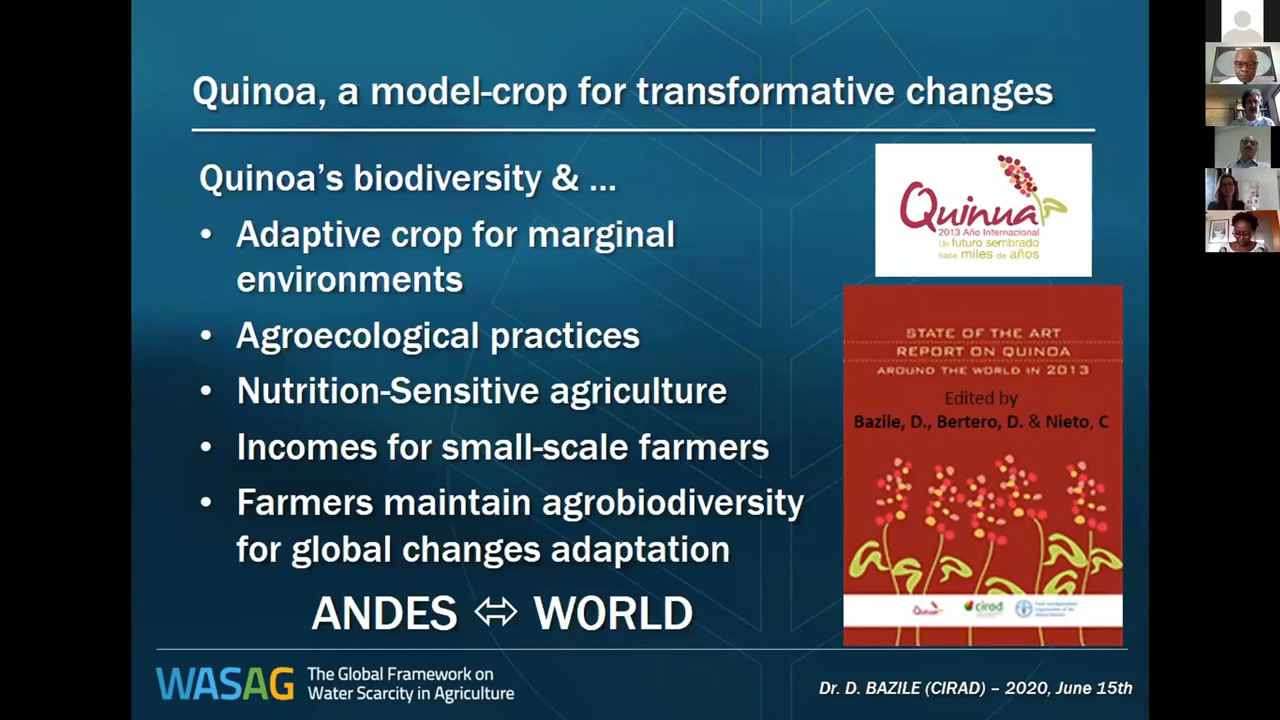 Quinoa, a model-crop for transformative changes
Quinoa's biodiversity & ...
• Adaptive crop for marginal
environments
• Agroecological practices
• Nutrition-Sensitive agriculture
• Incomes for small-scale farmers
• Farmers maintain agrobiodiversity
for global changes adaptation
ANDES ⇔ WORLD
Quinua
2013 Año Internacional
Un futuro sembrado
hace miles de años
STATE OF THE ART
REPORT ON QUINOA
AROUND THE WORLD IN 2013
Edited by
Bazile, D., Bertero, D. & Nieto, C
Quinua
cirad
WASAG
The Global Framework on
Water Scarcity in Agriculture
Dr. D. BAZILE (CIRAD) – 2020, June 15th